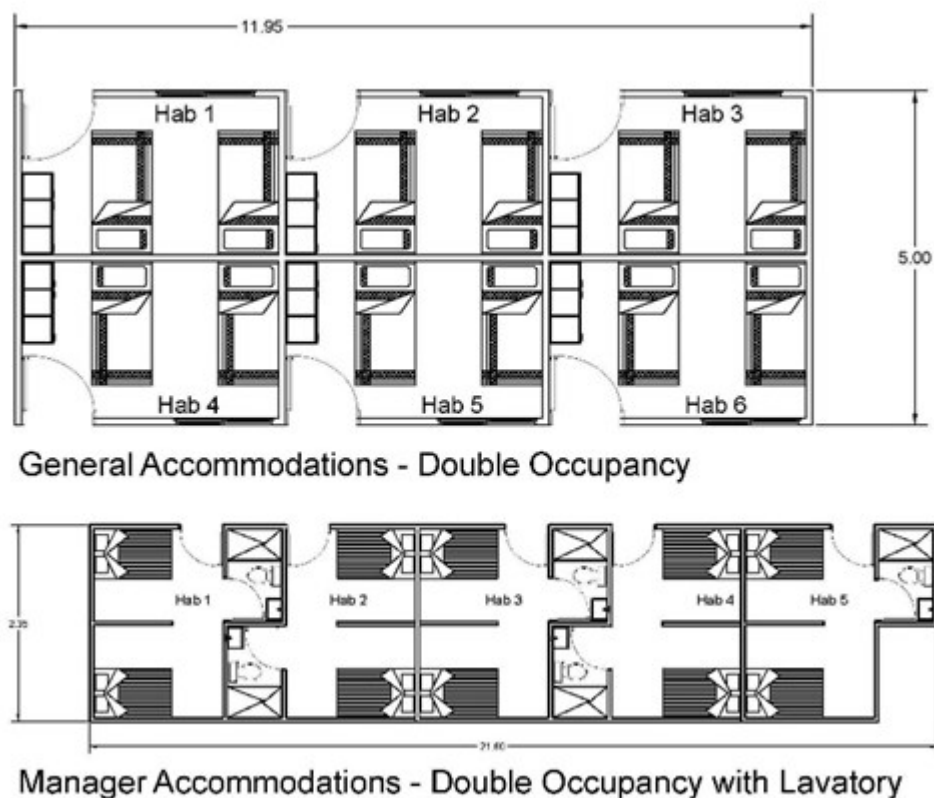 11.95
Hab 1
Hab 2
Hab 3
5.00
Hab 4
Hab 5
Hab 6
General Accommodations - Double Occupancy
Hab 1
Hab 2
Hab 3
Hab 4
Hab 5
Manager Accommodations - Double Occupancy with Lavatory